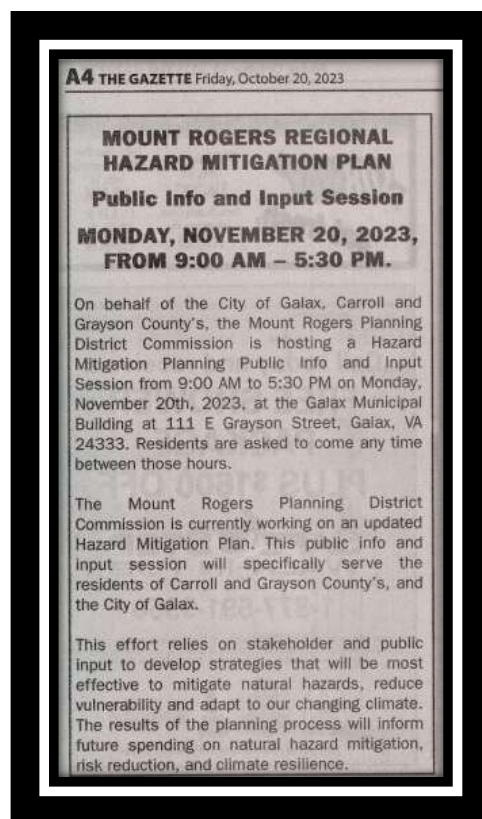 A4 THE GAZETTE Friday, October 20, 2023
MOUNT ROGERS REGIONAL
HAZARD MITIGATION PLAN
Public Info and Input Session
MONDAY, NOVEMBER 20, 2023,
FROM 9:00 AM – 5:30 PM.
On behalf of the City of Galax, Carroll and
Grayson County's, the Mount Rogers Planning
District Commission is hosting a Hazard
Mitigation Planning Public Info and Input
Session from 9:00 AM to 5:30 PM on Monday,
November 20th, 2023, at the Galax Municipal
Building at 111 E Grayson Street, Galax, VA
24333. Residents are asked to come any time
between those hours.
The Mount Rogers Planning District
Commission is currently working on an updated
Hazard Mitigation Plan. This public info and
input session will specifically serve the
residents of Carroll and Grayson County's, and
the City of Galax.
This effort relies on stakeholder and public
input to develop strategies that will be most
effective to mitigate natural hazards, reduce
vulnerability and adapt to our changing climate.
The results of the planning process will inform
future spending on natural hazard mitigation,
risk reduction, and climate resilience.